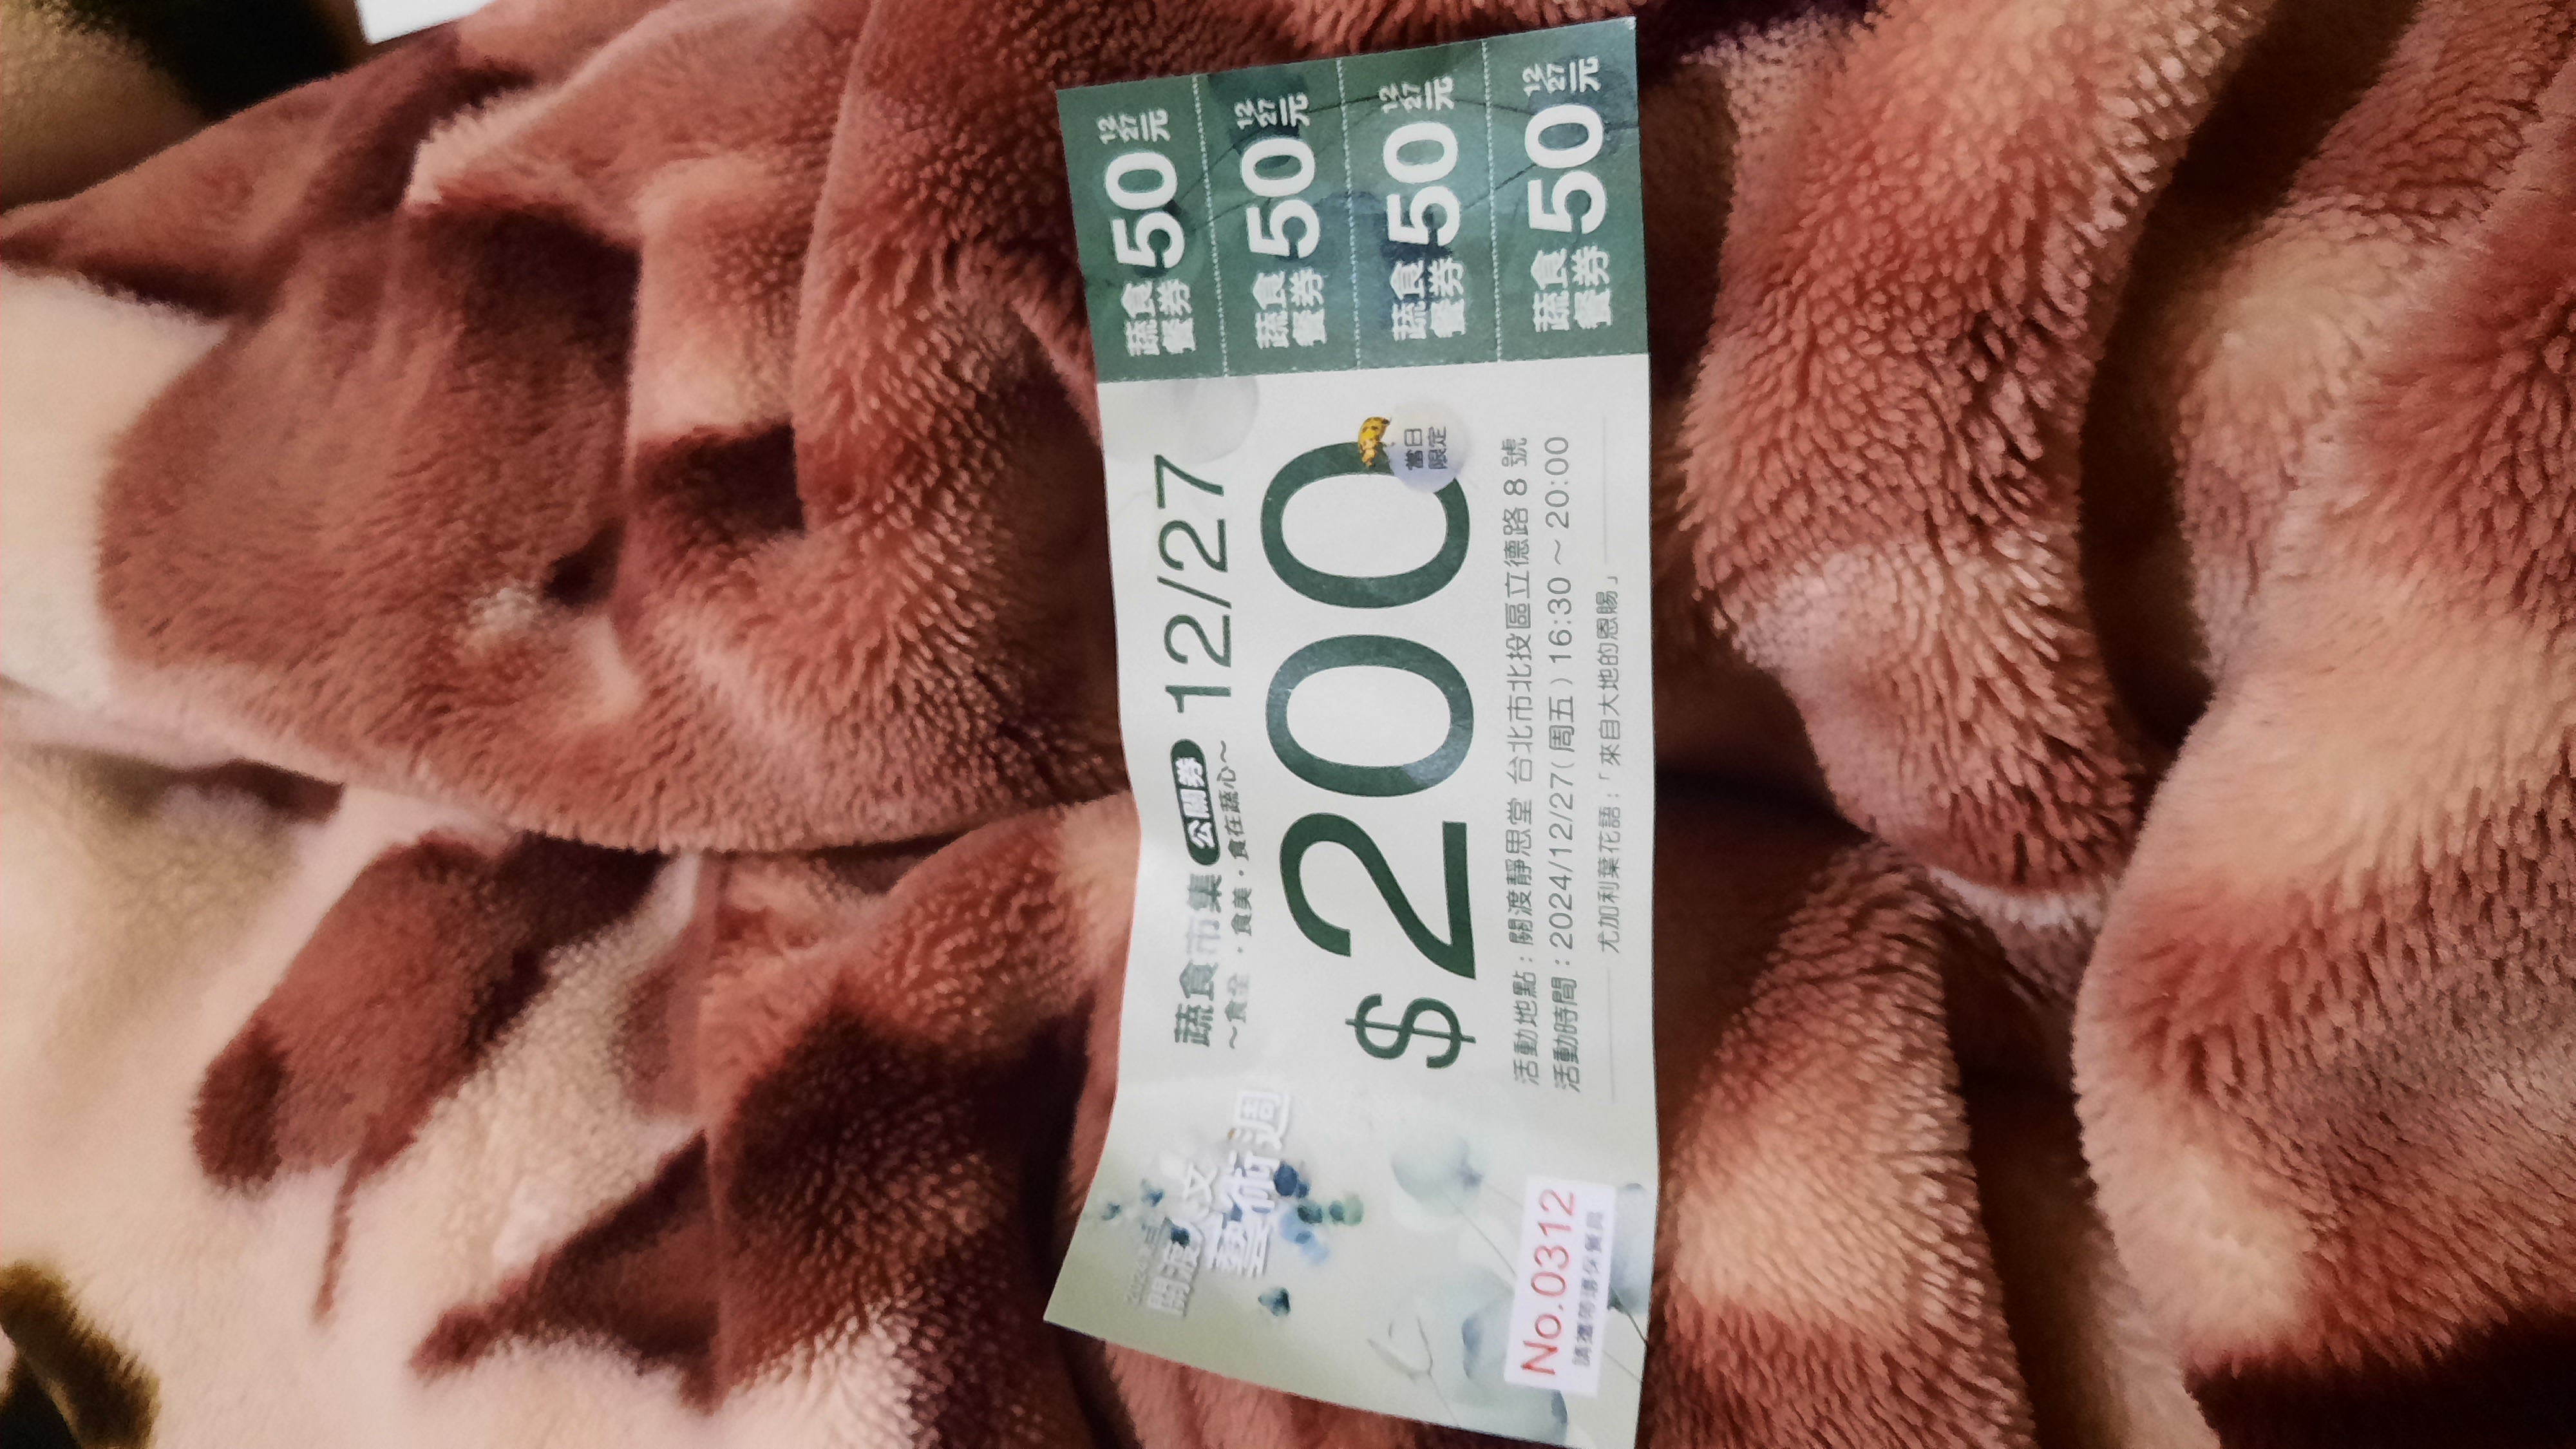 關渡人文
藝術週
蔬食市集 公關券 12/27
～食全・食美・食在蔬心～
$200
當日
限定
活動地點：關渡靜思堂 台北市北投區立德路 8 號
活動時間：2024/12/27(周五) 16:30 ～ 20:00
尤加利葉花語：「來自大地的恩賜」
No.0312
請攜帶環保餐具
蔬食
餐券 50 元
12/27
蔬食
餐券 50 元
12/27
蔬食
餐券 50 元
12/27
蔬食
餐券 50 元
12/27